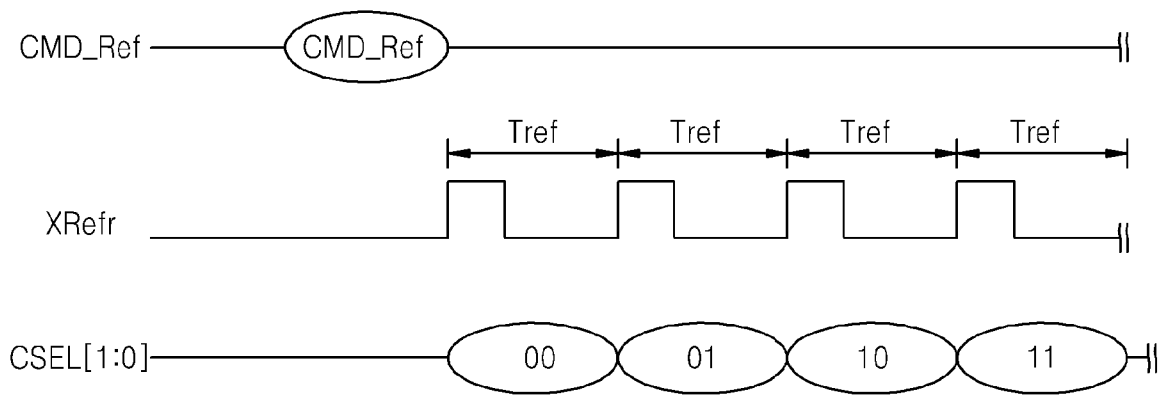 CMD_Ref CMD_Ref
Tref Tref Tref Tref
XRefr
CSEL[1:0] 00 01 10 11